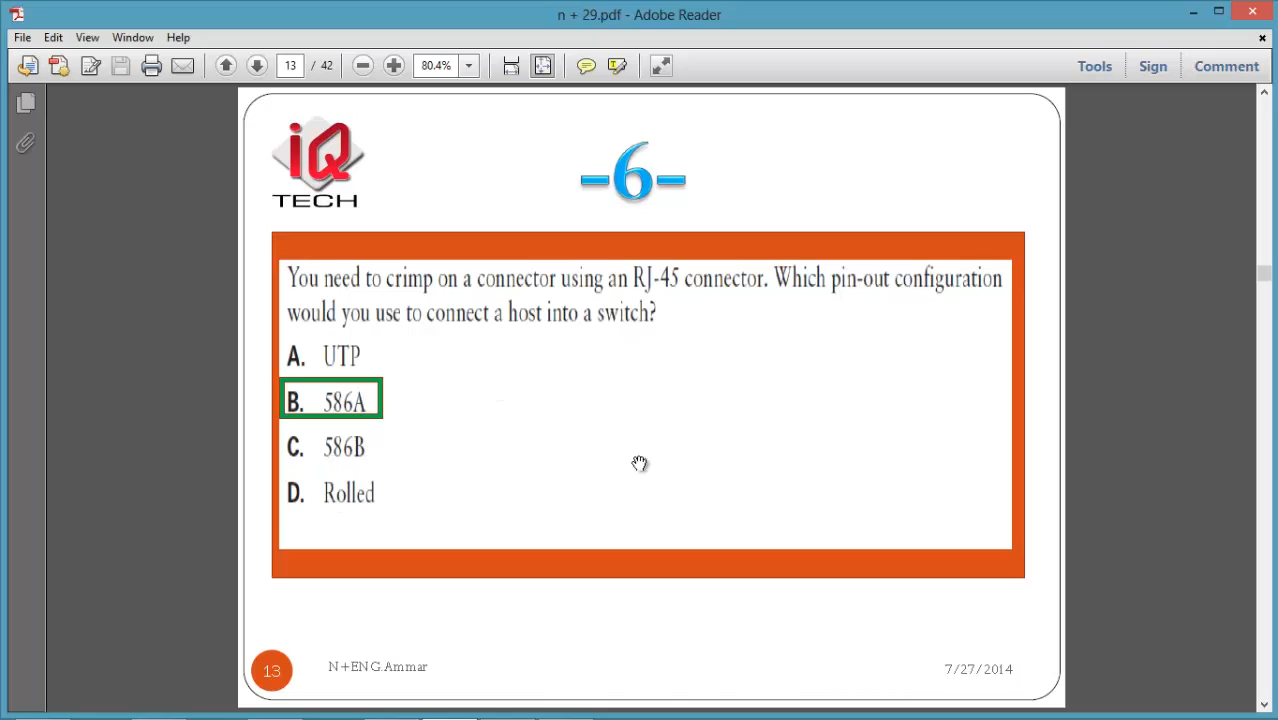 n + 29.pdf - Adobe Reader
File Edit View Window Help
13 / 42 80.4% Tools Sign Comment
iQ
TECH
-6-
You need to crimp on a connector using an RJ-45 connector. Which pin-out configuration
would you use to connect a host into a switch?
A. UTP
B. 586A
C. 586B
D. Rolled
13 N+ENG.Ammar 7/27/2014